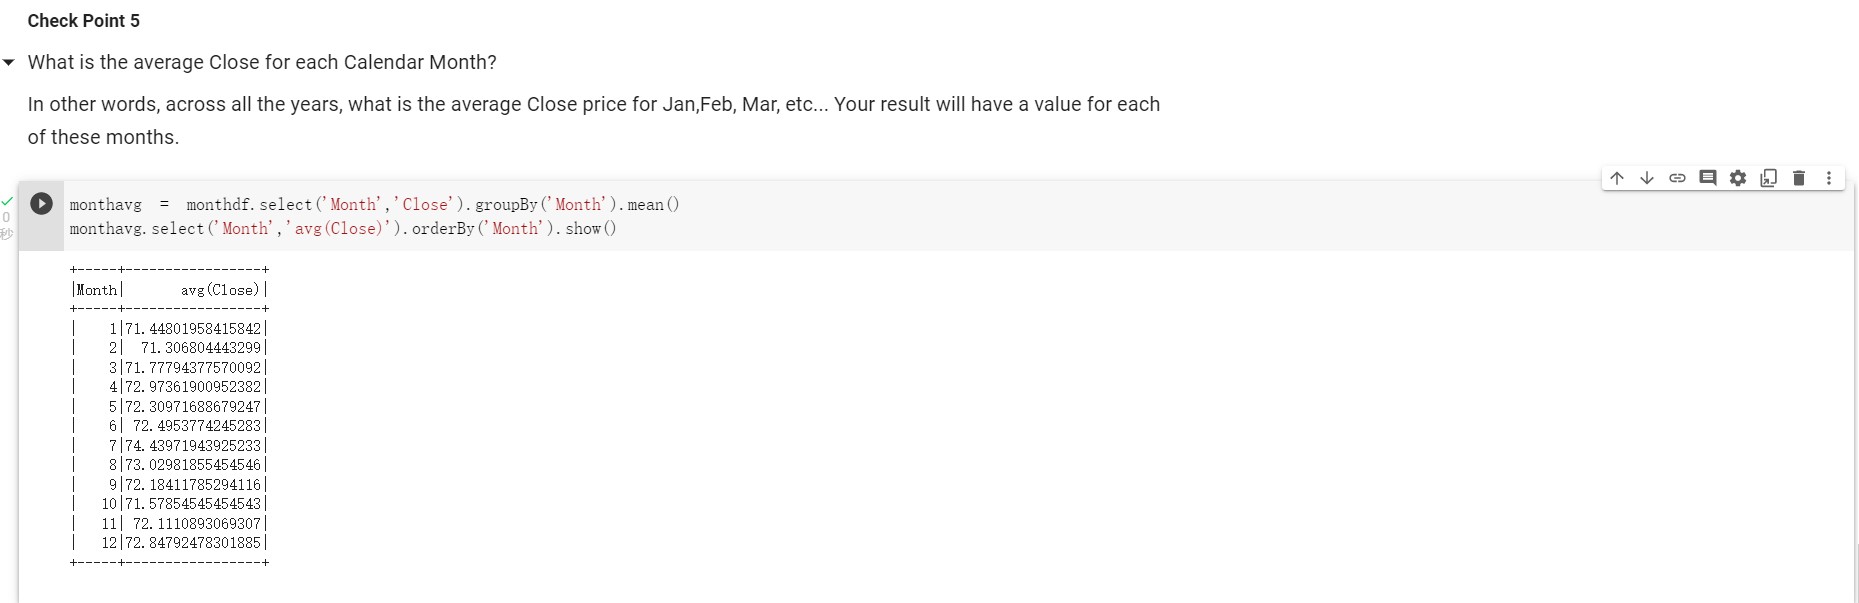 Check Point 5
What is the average Close for each Calendar Month?
In other words, across all the years, what is the average Close price for Jan,Feb, Mar, etc... Your result will have a value for each
of these months.
0
秒
monthavg  =  monthdf.select('Month','Close').groupBy('Month').mean()
monthavg.select('Month','avg(Close)').orderBy('Month').show()
+-----+-----------------+
|Month|       avg(Close)|
+-----+-----------------+
|    1|71.44801958415842|
|    2|  71.306804443299|
|    3|71.77794377570092|
|    4|72.97361900952382|
|    5|72.30971688679247|
|    6| 72.4953774245283|
|    7|74.43971943925233|
|    8|73.02981855454546|
|    9|72.18411785294116|
|   10|71.57854545454543|
|   11| 72.1110893069307|
|   12|72.84792478301885|
+-----+-----------------+